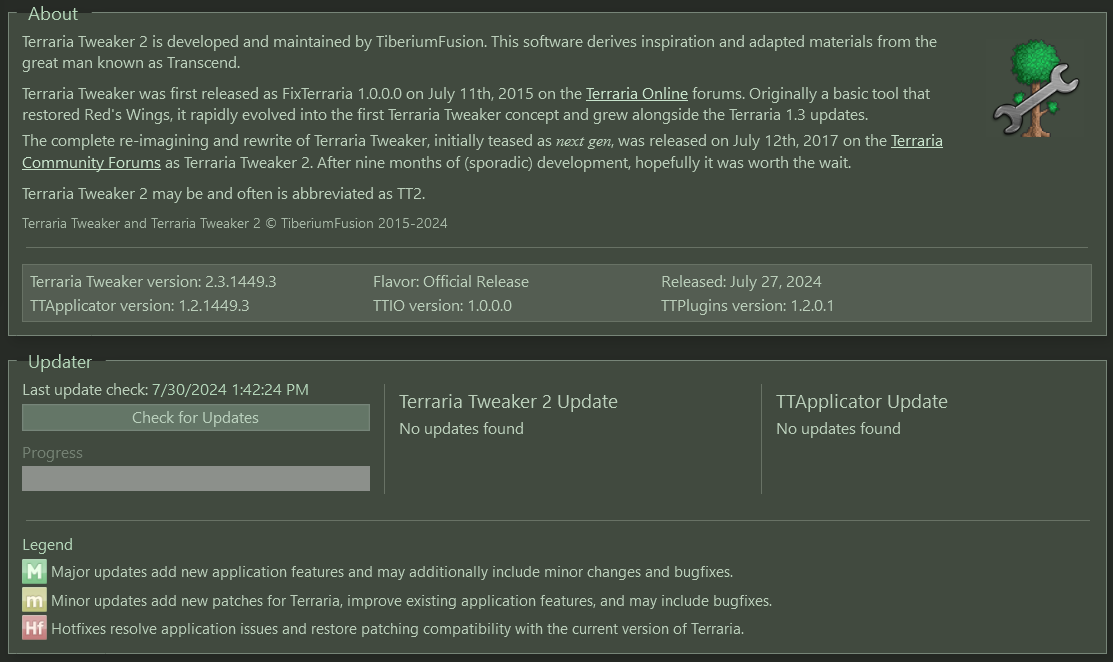 About
Terraria Tweaker 2 is developed and maintained by TiberiumFusion. This software derives inspiration and adapted materials from the
great man known as Transcend.
Terraria Tweaker was first released as FixTerraria 1.0.0.0 on July 11th, 2015 on the Terraria Online forums. Originally a basic tool that
restored Red's Wings, it rapidly evolved into the first Terraria Tweaker concept and grew alongside the Terraria 1.3 updates.
The complete re-imagining and rewrite of Terraria Tweaker, initially teased as next gen, was released on July 12th, 2017 on the Terraria
Community Forums as Terraria Tweaker 2. After nine months of (sporadic) development, hopefully it was worth the wait.
Terraria Tweaker 2 may be and often is abbreviated as TT2.
Terraria Tweaker and Terraria Tweaker 2 © TiberiumFusion 2015-2024
Terraria Tweaker version: 2.3.1449.3 Flavor: Official Release Released: July 27, 2024
TTApplicator version: 1.2.1449.3 TTIO version: 1.0.0.0 TTPlugins version: 1.2.0.1
Updater
Last update check: 7/30/2024 1:42:24 PM
Check for Updates
Progress
Terraria Tweaker 2 Update
No updates found
TTApplicator Update
No updates found
Legend
M Major updates add new application features and may additionally include minor changes and bugfixes.
m Minor updates add new patches for Terraria, improve existing application features, and may include bugfixes.
Hf Hotfixes resolve application issues and restore patching compatibility with the current version of Terraria.